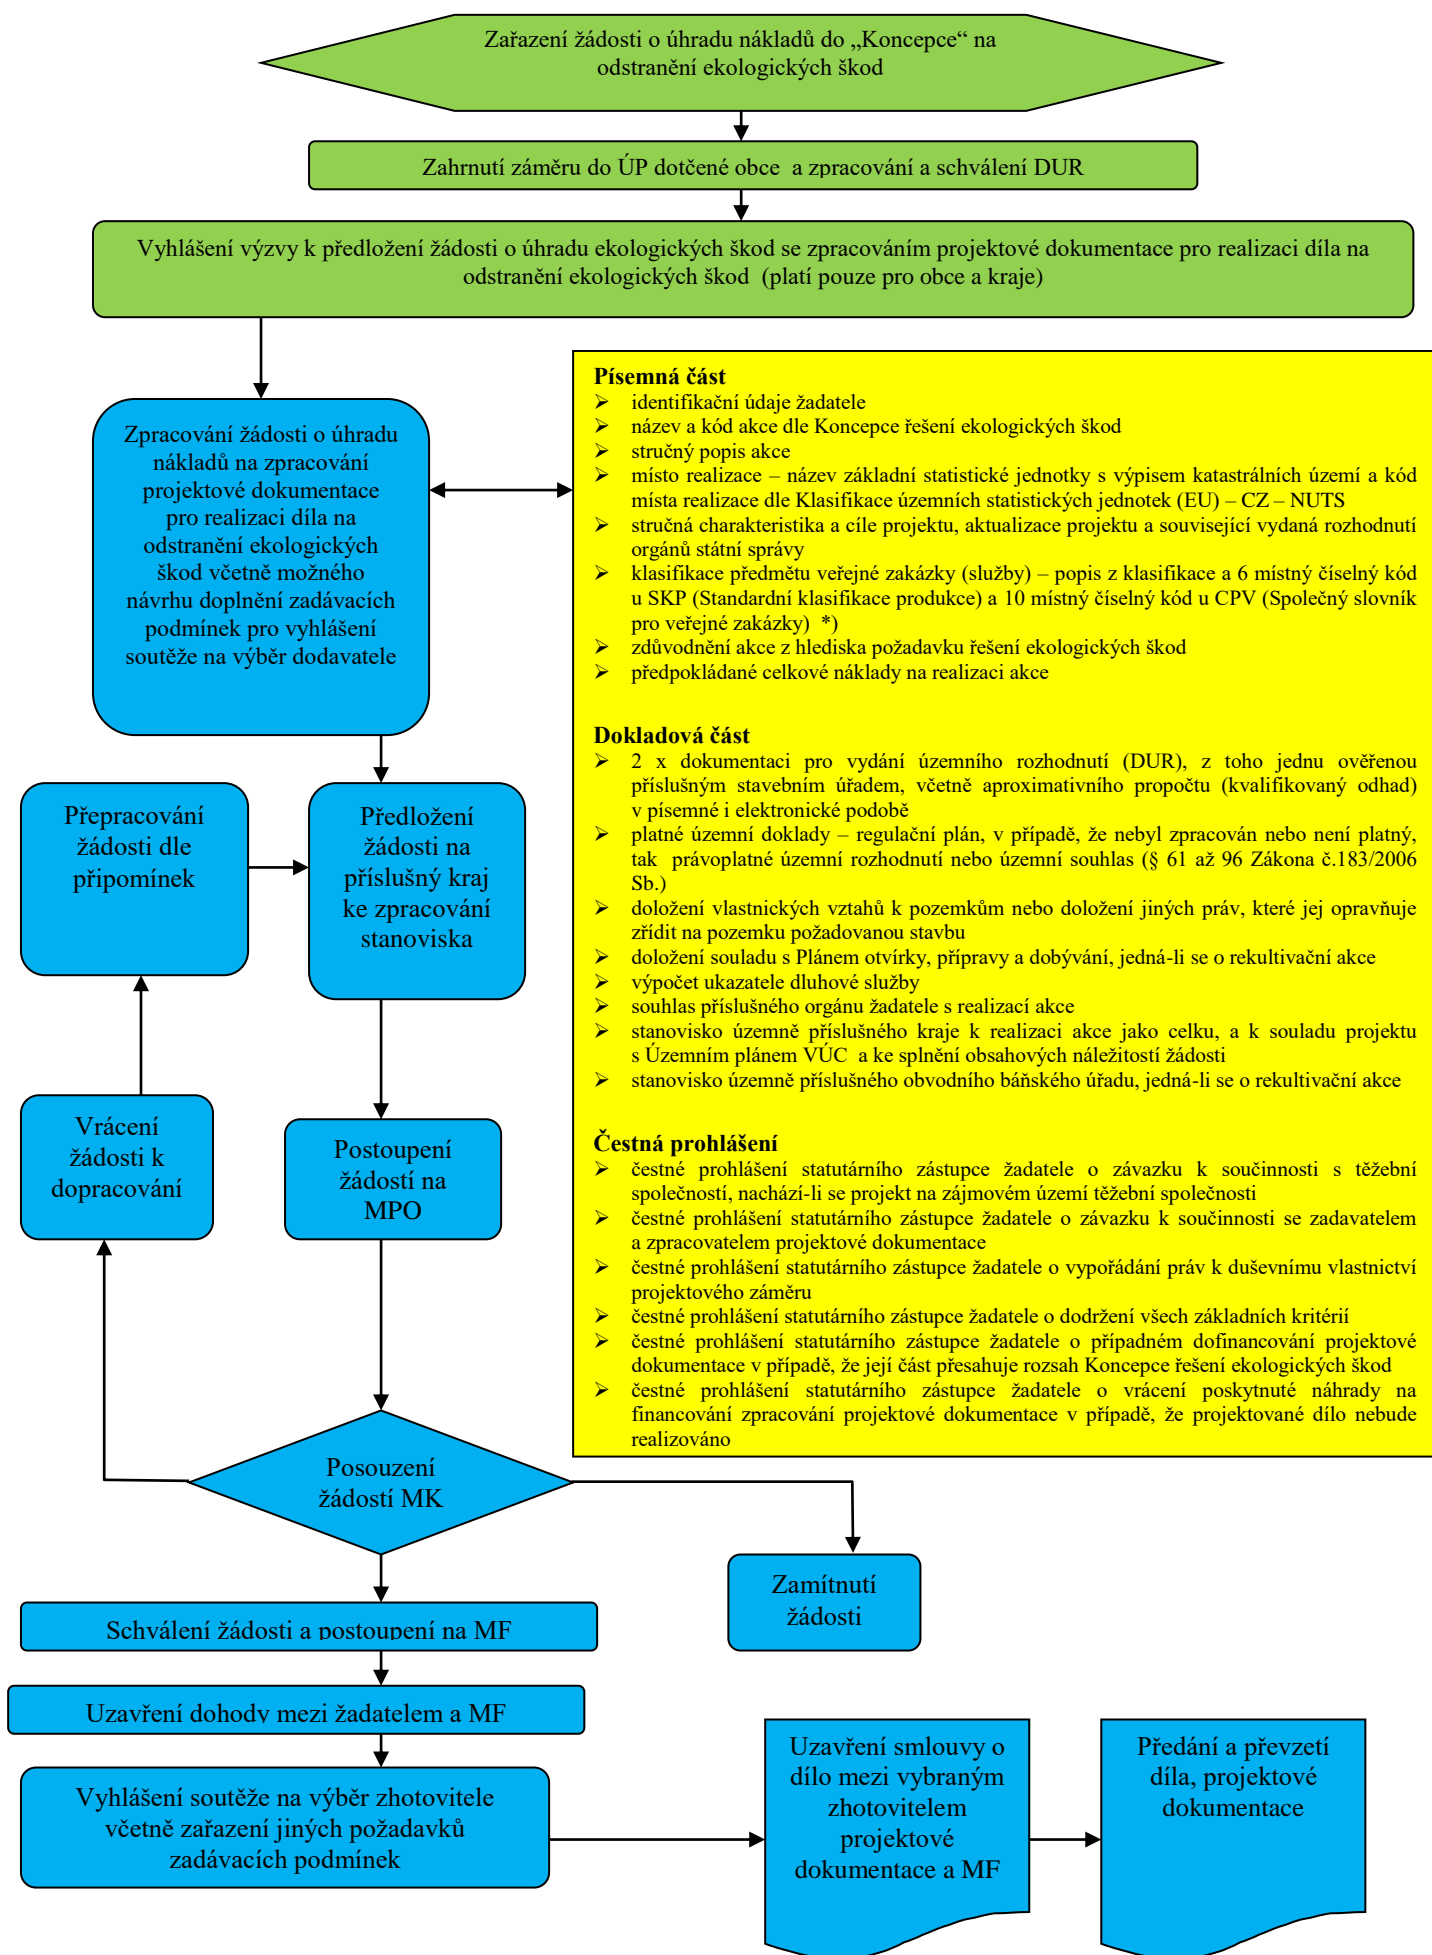 Zařazení žádosti o úhradu nákladů do „Koncepce“ na
odstranění ekologických škod
Zahrnutí záměru do ÚP dotčené obce  a zpracování a schválení DUR
Vyhlášení výzvy k předložení žádosti o úhradu ekologických škod se zpracováním projektové dokumentace pro realizaci díla na
odstranění ekologických škod  (platí pouze pro obce a kraje)
Zpracování žádosti o úhradu
nákladů na zpracování
projektové dokumentace
pro realizaci díla na
odstranění ekologických
škod včetně možného
návrhu doplnění zadávacích
podmínek pro vyhlášení
soutěže na výběr dodavatele
Písemná část
➢ identifikační údaje žadatele
➢ název a kód akce dle Koncepce řešení ekologických škod
➢ stručný popis akce
➢ místo realizace – název základní statistické jednotky s výpisem katastrálních území a kód
místa realizace dle Klasifikace územních statistických jednotek (EU) – CZ – NUTS
➢ stručná charakteristika a cíle projektu, aktualizace projektu a související vydaná rozhodnutí
orgánů státní správy
➢ klasifikace předmětu veřejné zakázky (služby) – popis z klasifikace a 6 místný číselný kód
u SKP (Standardní klasifikace produkce) a 10 místný číselný kód u CPV (Společný slovník
pro veřejné zakázky)  *)
➢ zdůvodnění akce z hlediska požadavku řešení ekologických škod
➢ předpokládané celkové náklady na realizaci akce
Dokladová část
➢ 2 x dokumentaci pro vydání územního rozhodnutí (DUR), z toho jednu ověřenou
příslušným stavebním úřadem, včetně aproximativního propočtu (kvalifikovaný odhad)
v písemné i elektronické podobě
➢ platné územní doklady – regulační plán, v případě, že nebyl zpracován nebo není platný,
tak  právoplatné územní rozhodnutí nebo územní souhlas (§ 61 až 96 Zákona č.183/2006
Sb.)
➢ doložení vlastnických vztahů k pozemkům nebo doložení jiných práv, které jej opravňuje
zřídit na pozemku požadovanou stavbu
➢ doložení souladu s Plánem otvírky, přípravy a dobývání, jedná-li se o rekultivační akce
➢ výpočet ukazatele dluhové služby
➢ souhlas příslušného orgánu žadatele s realizací akce
➢ stanovisko územně příslušného kraje k realizaci akce jako celku, a k souladu projektu
s Územním plánem VÚC  a ke splnění obsahových náležitostí žádosti
➢ stanovisko územně příslušného obvodního báňského úřadu, jedná-li se o rekultivační akce
Čestná prohlášení
➢ čestné prohlášení statutárního zástupce žadatele o závazku k součinnosti s těžební
společností, nachází-li se projekt na zájmovém území těžební společnosti
➢ čestné prohlášení statutárního zástupce žadatele o závazku k součinnosti se zadavatelem
a zpracovatelem projektové dokumentace
➢ čestné prohlášení statutárního zástupce žadatele o vypořádání práv k duševnímu vlastnictví
projektového záměru
➢ čestné prohlášení statutárního zástupce žadatele o dodržení všech základních kritérií
➢ čestné prohlášení statutárního zástupce žadatele o případném dofinancování projektové
dokumentace v případě, že její část přesahuje rozsah Koncepce řešení ekologických škod
➢ čestné prohlášení statutárního zástupce žadatele o vrácení poskytnuté náhrady na
financování zpracování projektové dokumentace v případě, že projektované dílo nebude
realizováno
Přepracování
žádosti dle
připomínek
Předložení
žádosti na
příslušný kraj
ke zpracování
stanoviska
Vrácení
žádosti k
dopracování
Postoupení
žádostí na
MPO
Posouzení
žádostí MK
Zamítnutí
žádosti
Schválení žádosti a postoupení na MF
Uzavření dohody mezi žadatelem a MF
Vyhlášení soutěže na výběr zhotovitele
včetně zařazení jiných požadavků
zadávacích podmínek
Uzavření smlouvy o
dílo mezi vybraným
zhotovitelem
projektové
dokumentace a MF
Předání a převzetí
díla, projektové
dokumentace